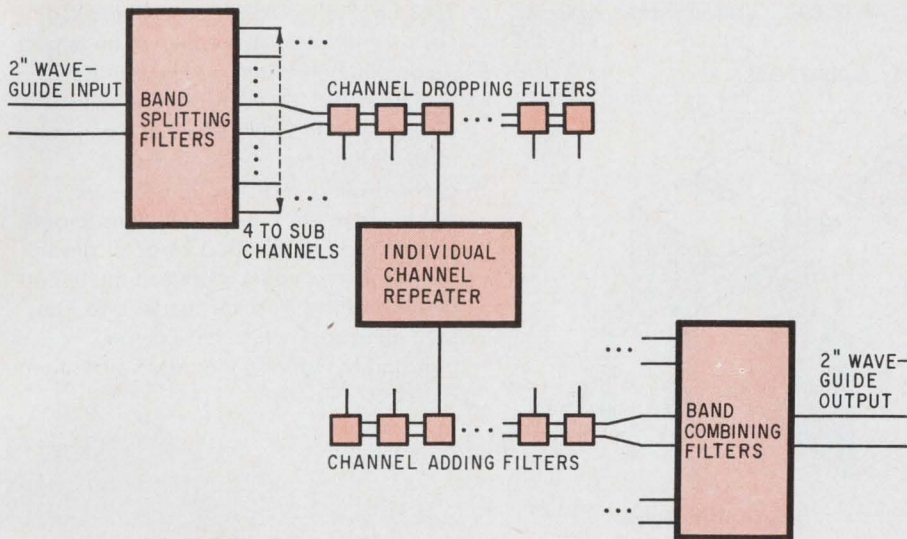 2" WAVE-
GUIDE INPUT
BAND
SPLITTING
FILTERS
CHANNEL DROPPING FILTERS
4 TO SUB
CHANNELS
INDIVIDUAL
CHANNEL
REPEATER
CHANNEL ADDING FILTERS
BAND
COMBINING
FILTERS
2" WAVE-
GUIDE
OUTPUT